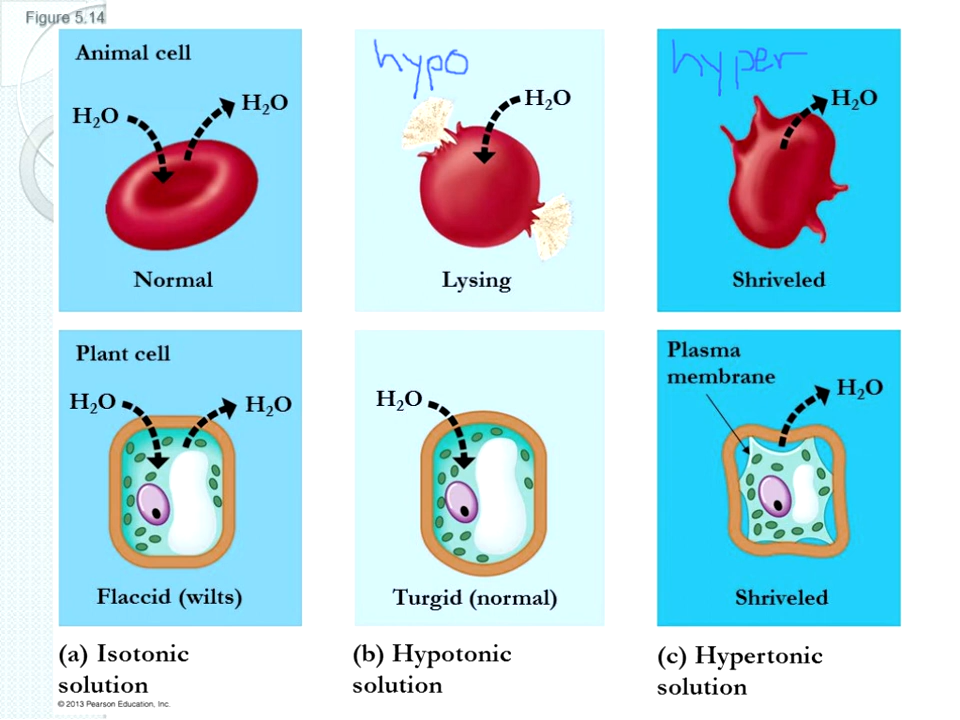 Figure 5.14
Animal cell
H₂O
H₂O
Normal
hypo
H₂O
Lysing
hyper
H₂O
Shriveled
Plant cell
H₂O
H₂O
Flaccid (wilts)
H₂O
Turgid (normal)
Plasma
membrane
H₂O
Shriveled
(a) Isotonic
solution
(b) Hypotonic
solution
(c) Hypertonic
solution
© 2013 Pearson Education, Inc.